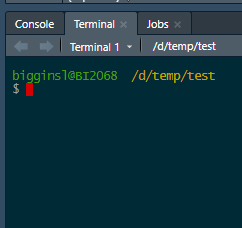 Console Terminal × Jobs ×
Terminal 1 /d/temp/test
bigginsl@BI2068 /d/temp/test
$